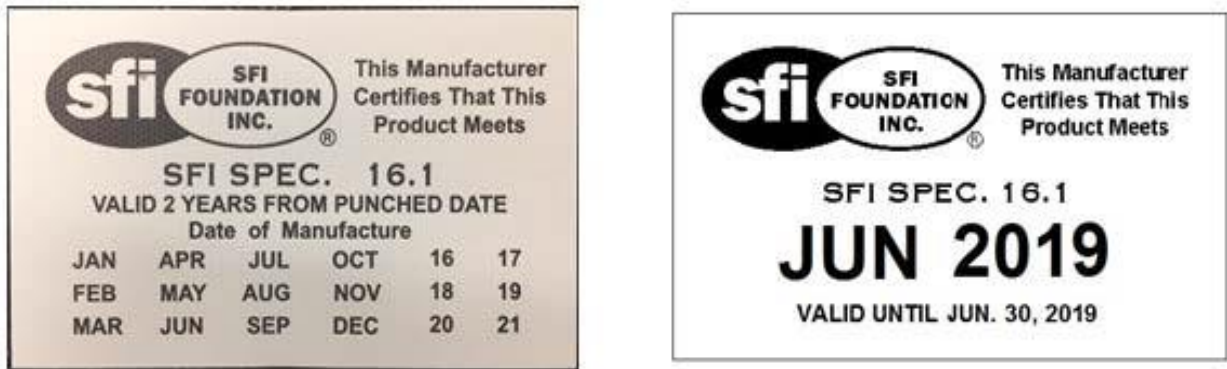 sfi
SFI
FOUNDATION
INC.
®
This Manufacturer
Certifies That This
Product Meets
SFI SPEC. 16.1
VALID 2 YEARS FROM PUNCHED DATE
Date of Manufacture
JAN APR JUL OCT 16 17
FEB MAY AUG NOV 18 19
MAR JUN SEP DEC 20 21
sfi
SFI
FOUNDATION
INC.
®
This Manufacturer
Certifies That This
Product Meets
SFI SPEC. 16.1
JUN 2019
VALID UNTIL JUN. 30, 2019